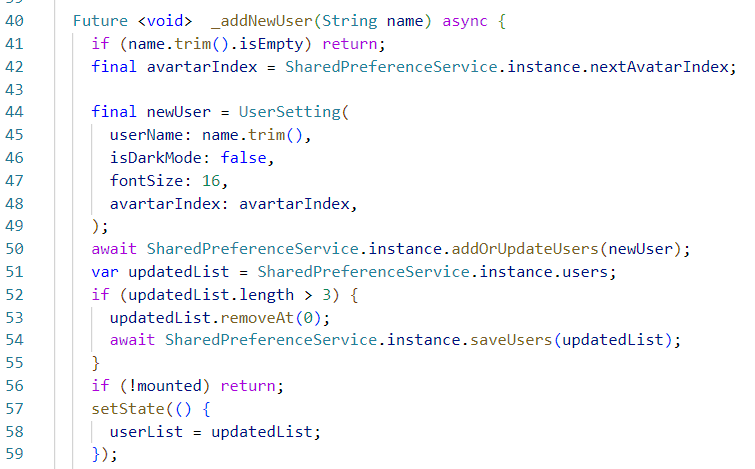 40 Future <void>  _addNewUser(String name) async {
41 if (name.trim().isEmpty) return;
42 final avartarIndex = SharedPreferenceService.instance.nextAvatarIndex;
43
44 final newUser = UserSetting(
45 userName: name.trim(),
46 isDarkMode: false,
47 fontSize: 16,
48 avartarIndex: avartarIndex,
49 );
50 await SharedPreferenceService.instance.addOrUpdateUsers(newUser);
51 var updatedList = SharedPreferenceService.instance.users;
52 if (updatedList.length > 3) {
53 updatedList.removeAt(0);
54 await SharedPreferenceService.instance.saveUsers(updatedList);
55 }
56 if (!mounted) return;
57 setState(() {
58 userList = updatedList;
59 });